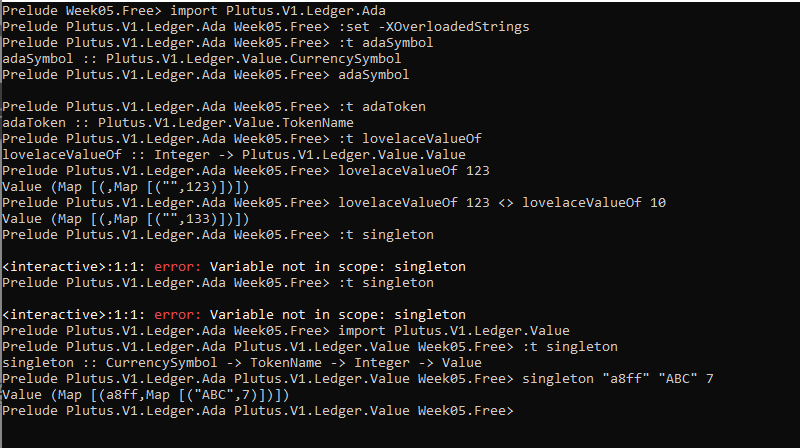 Prelude Week05.Free> import Plutus.V1.Ledger.Ada
Prelude Plutus.V1.Ledger.Ada Week05.Free> :set -XOverloadedStrings
Prelude Plutus.V1.Ledger.Ada Week05.Free> :t adaSymbol
adaSymbol :: Plutus.V1.Ledger.Value.CurrencySymbol
Prelude Plutus.V1.Ledger.Ada Week05.Free> adaSymbol

Prelude Plutus.V1.Ledger.Ada Week05.Free> :t adaToken
adaToken :: Plutus.V1.Ledger.Value.TokenName
Prelude Plutus.V1.Ledger.Ada Week05.Free> :t lovelaceValueOf
lovelaceValueOf :: Integer -> Plutus.V1.Ledger.Value.Value
Prelude Plutus.V1.Ledger.Ada Week05.Free> lovelaceValueOf 123
Value (Map [(,Map [("",123)])])
Prelude Plutus.V1.Ledger.Ada Week05.Free> lovelaceValueOf 123 <> lovelaceValueOf 10
Value (Map [(,Map [("",133)])])
Prelude Plutus.V1.Ledger.Ada Week05.Free> :t singleton

<interactive>:1:1: error: Variable not in scope: singleton
Prelude Plutus.V1.Ledger.Ada Week05.Free> :t singleton

<interactive>:1:1: error: Variable not in scope: singleton
Prelude Plutus.V1.Ledger.Ada Week05.Free> import Plutus.V1.Ledger.Value
Prelude Plutus.V1.Ledger.Ada Plutus.V1.Ledger.Value Week05.Free> :t singleton
singleton :: CurrencySymbol -> TokenName -> Integer -> Value
Prelude Plutus.V1.Ledger.Ada Plutus.V1.Ledger.Value Week05.Free> singleton "a8ff" "ABC" 7
Value (Map [(a8ff,Map [("ABC",7)])])
Prelude Plutus.V1.Ledger.Ada Plutus.V1.Ledger.Value Week05.Free>